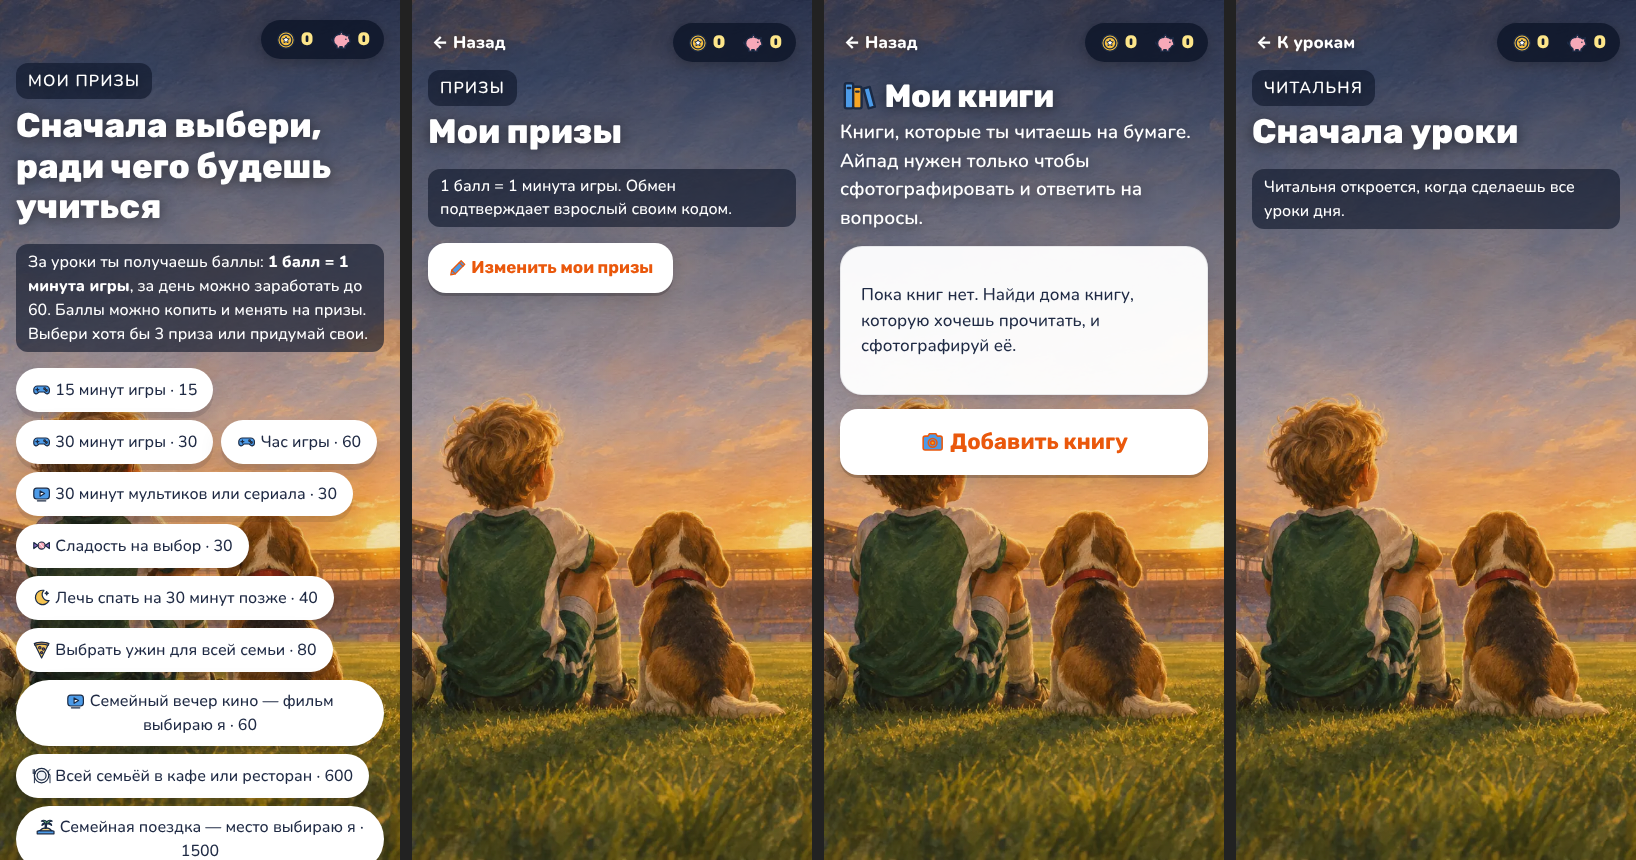 0 0
МОИ ПРИЗЫ
Сначала выбери,
ради чего будешь
учиться
За уроки ты получаешь баллы: 1 балл = 1
минута игры, за день можно заработать до
60. Баллы можно копить и менять на призы.
Выбери хотя бы 3 приза или придумай свои.
15 минут игры · 15
30 минут игры · 30
Час игры · 60
30 минут мультиков или сериала · 30
Сладость на выбор · 30
Лечь спать на 30 минут позже · 40
Выбрать ужин для всей семьи · 80
Семейный вечер кино — фильм
выбираю я · 60
Всей семьёй в кафе или ресторан · 600
Семейная поездка — место выбираю я ·
1500
← Назад
0 0
ПРИЗЫ
Мои призы
1 балл = 1 минута игры. Обмен
подтверждает взрослый своим кодом.
Изменить мои призы
← Назад
0 0
Мои книги
Книги, которые ты читаешь на бумаге.
Айпад нужен только чтобы
сфотографировать и ответить на
вопросы.
Пока книг нет. Найди дома книгу,
которую хочешь прочитать, и
сфотографируй её.
Добавить книгу
← К урокам
0 0
ЧИТАЛЬНЯ
Сначала уроки
Читальня откроется, когда сделаешь все
уроки дня.